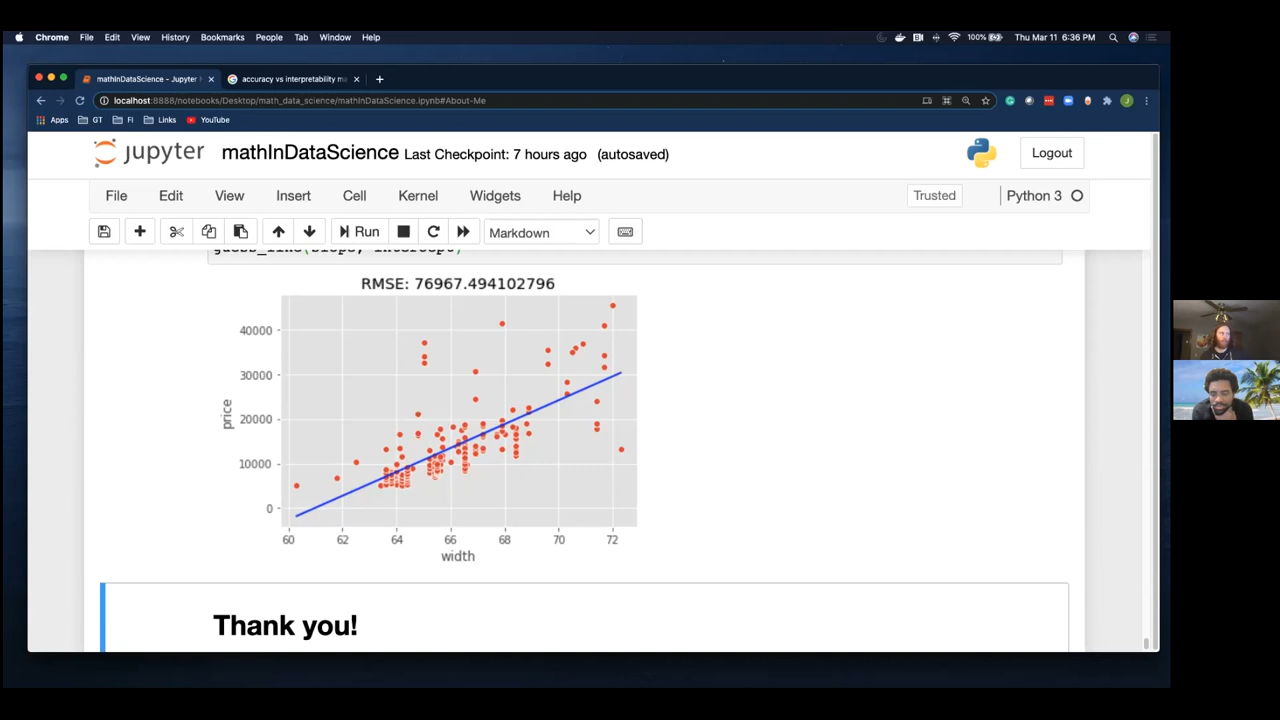 Chrome File Edit View History Bookmarks People Tab Window Help 100% Thu Mar 11 6:36 PM
mathInDataScience - Jupyter accuracy vs interpretability
localhost:8888/notebooks/Desktop/math_data_science/mathInDataScience.ipynb#About-Me
Apps GT FI Links YouTube
jupyter mathInDataScience Last Checkpoint: 7 hours ago (autosaved) Logout
File Edit View Insert Cell Kernel Widgets Help Trusted Python 3
Run Markdown
guess_line(slope, intercept)
RMSE: 76967.494102796
40000
30000
20000
10000
0
price
60 62 64 66 68 70 72
width
Thank you!